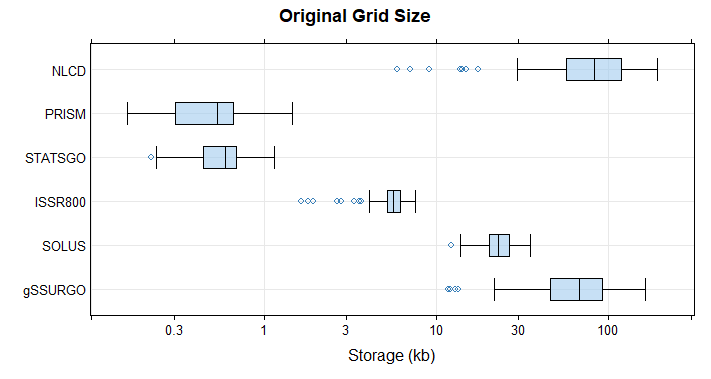 Original Grid Size
NLCD
PRISM
STATSGO
ISSR800
SOLUS
gSSURGO
0.3 1 3 10 30 100
Storage (kb)